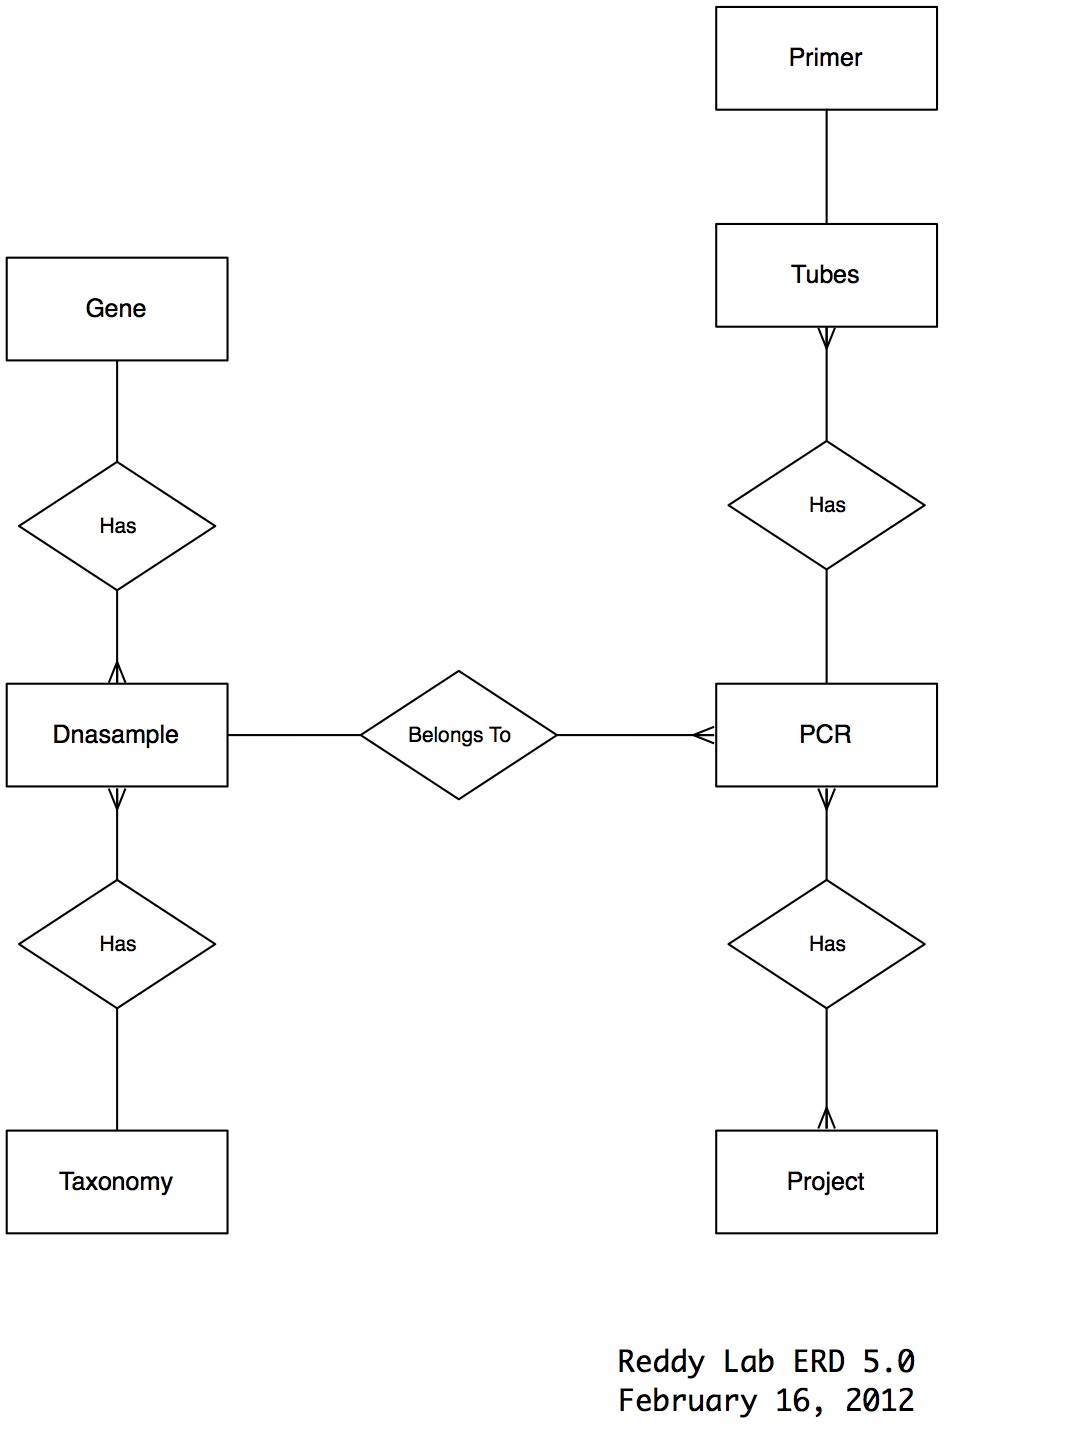 Primer
Tubes
Gene
Has
Has
Dnasample
Belongs To
PCR
Has
Has
Taxonomy
Project
Reddy Lab ERD 5.0
February 16, 2012